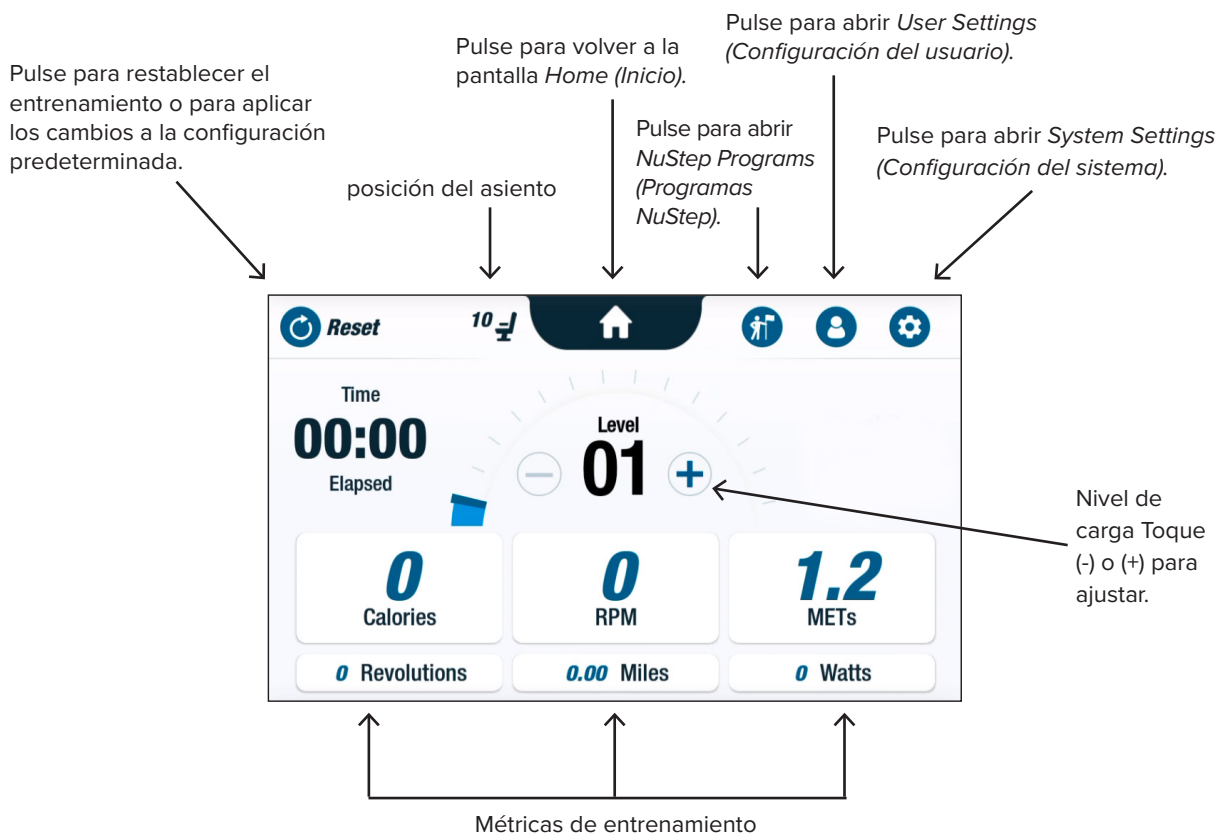 Pulse para restablecer el
entrenamiento o para aplicar
los cambios a la configuración
predeterminada.
posición del asiento
Pulse para volver a la
pantalla Home (Inicio).
Pulse para abrir
NuStep Programs
(Programas
NuStep).
Pulse para abrir User Settings
(Configuración del usuario).
Pulse para abrir System Settings
(Configuración del sistema).
Reset
10
Time
00:00
Elapsed
Level
01
Nivel de
carga Toque
(-) o (+) para
ajustar.
0
Calories
0
RPM
1.2
METs
0 Revolutions
0.00 Miles
0 Watts
Métricas de entrenamiento